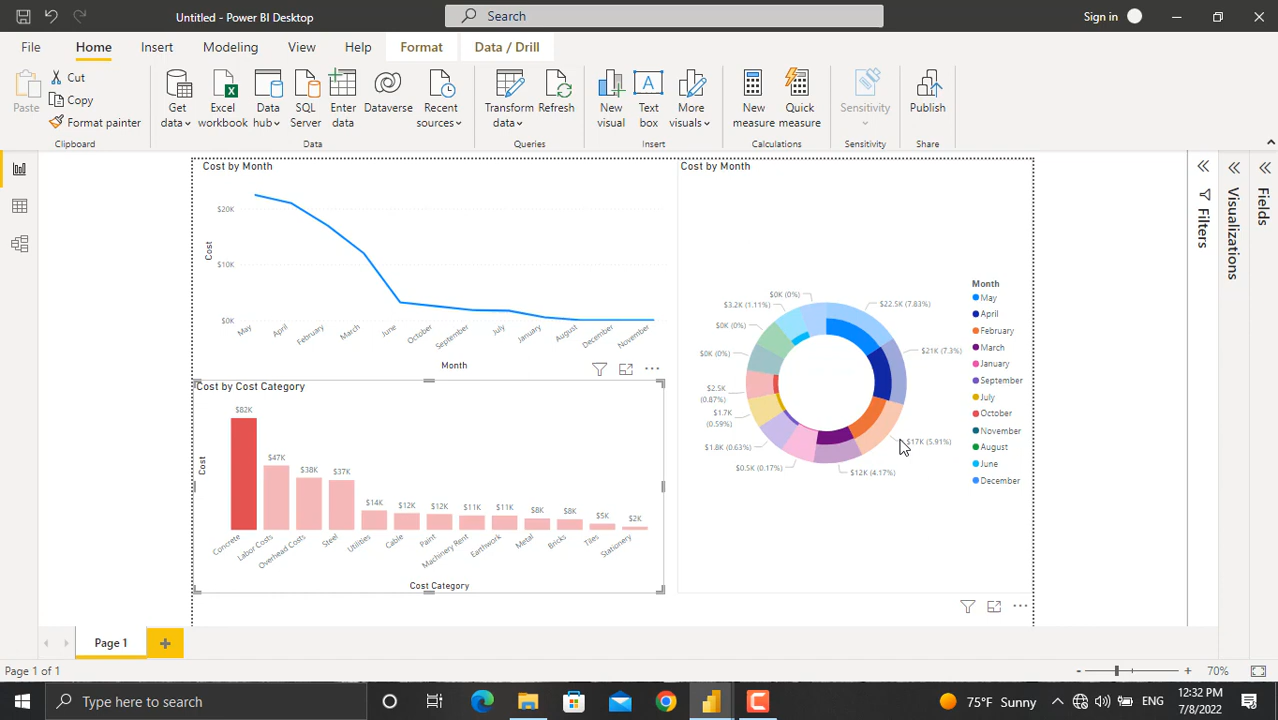 Untitled - Power BI Desktop
Search
Sign in
File
Home
Insert
Modeling
View
Help
Format
Data / Drill
Paste
Cut
Copy
Format painter
Clipboard
Get data
Excel workbook
Data hub
SQL Server
Enter data
Dataverse
Recent sources
Data
Transform data
Refresh
Queries
New visual
Text box
More visuals
Insert
New measure
Quick measure
Calculations
Sensitivity
Sensitivity
Publish
Share
Cost by Month
Cost
$20K
$10K
$0K
May
April
February
March
June
October
September
July
January
August
December
November
Month
Cost by Cost Category
Cost
$82K
$47K
$38K
$37K
$14K
$12K
$12K
$11K
$11K
$8K
$8K
$5K
$2K
Concrete
Labor Costs
Overhead Costs
Steel
Utilities
Cable
Paint
Machinery Rent
Earthwork
Metal
Bricks
Tiles
Stationery
Cost Category
Cost by Month
$0K (0%)
$22.5K (7.83%)
$3.2K (1.11%)
$0K (0%)
$21K (7.3%)
$0K (0%)
$2.5K
(0.87%)
$1.7K
(0.59%)
$17K (5.91%)
$1.8K (0.63%)
$0.5K (0.17%)
$12K (4.17%)
Month
May
April
February
March
January
September
July
October
November
August
June
December
Filters
Visualizations
Fields
Page 1
Page 1 of 1
- + 70%
Type here to search
75°F Sunny
ENG
12:32 PM
7/8/2022